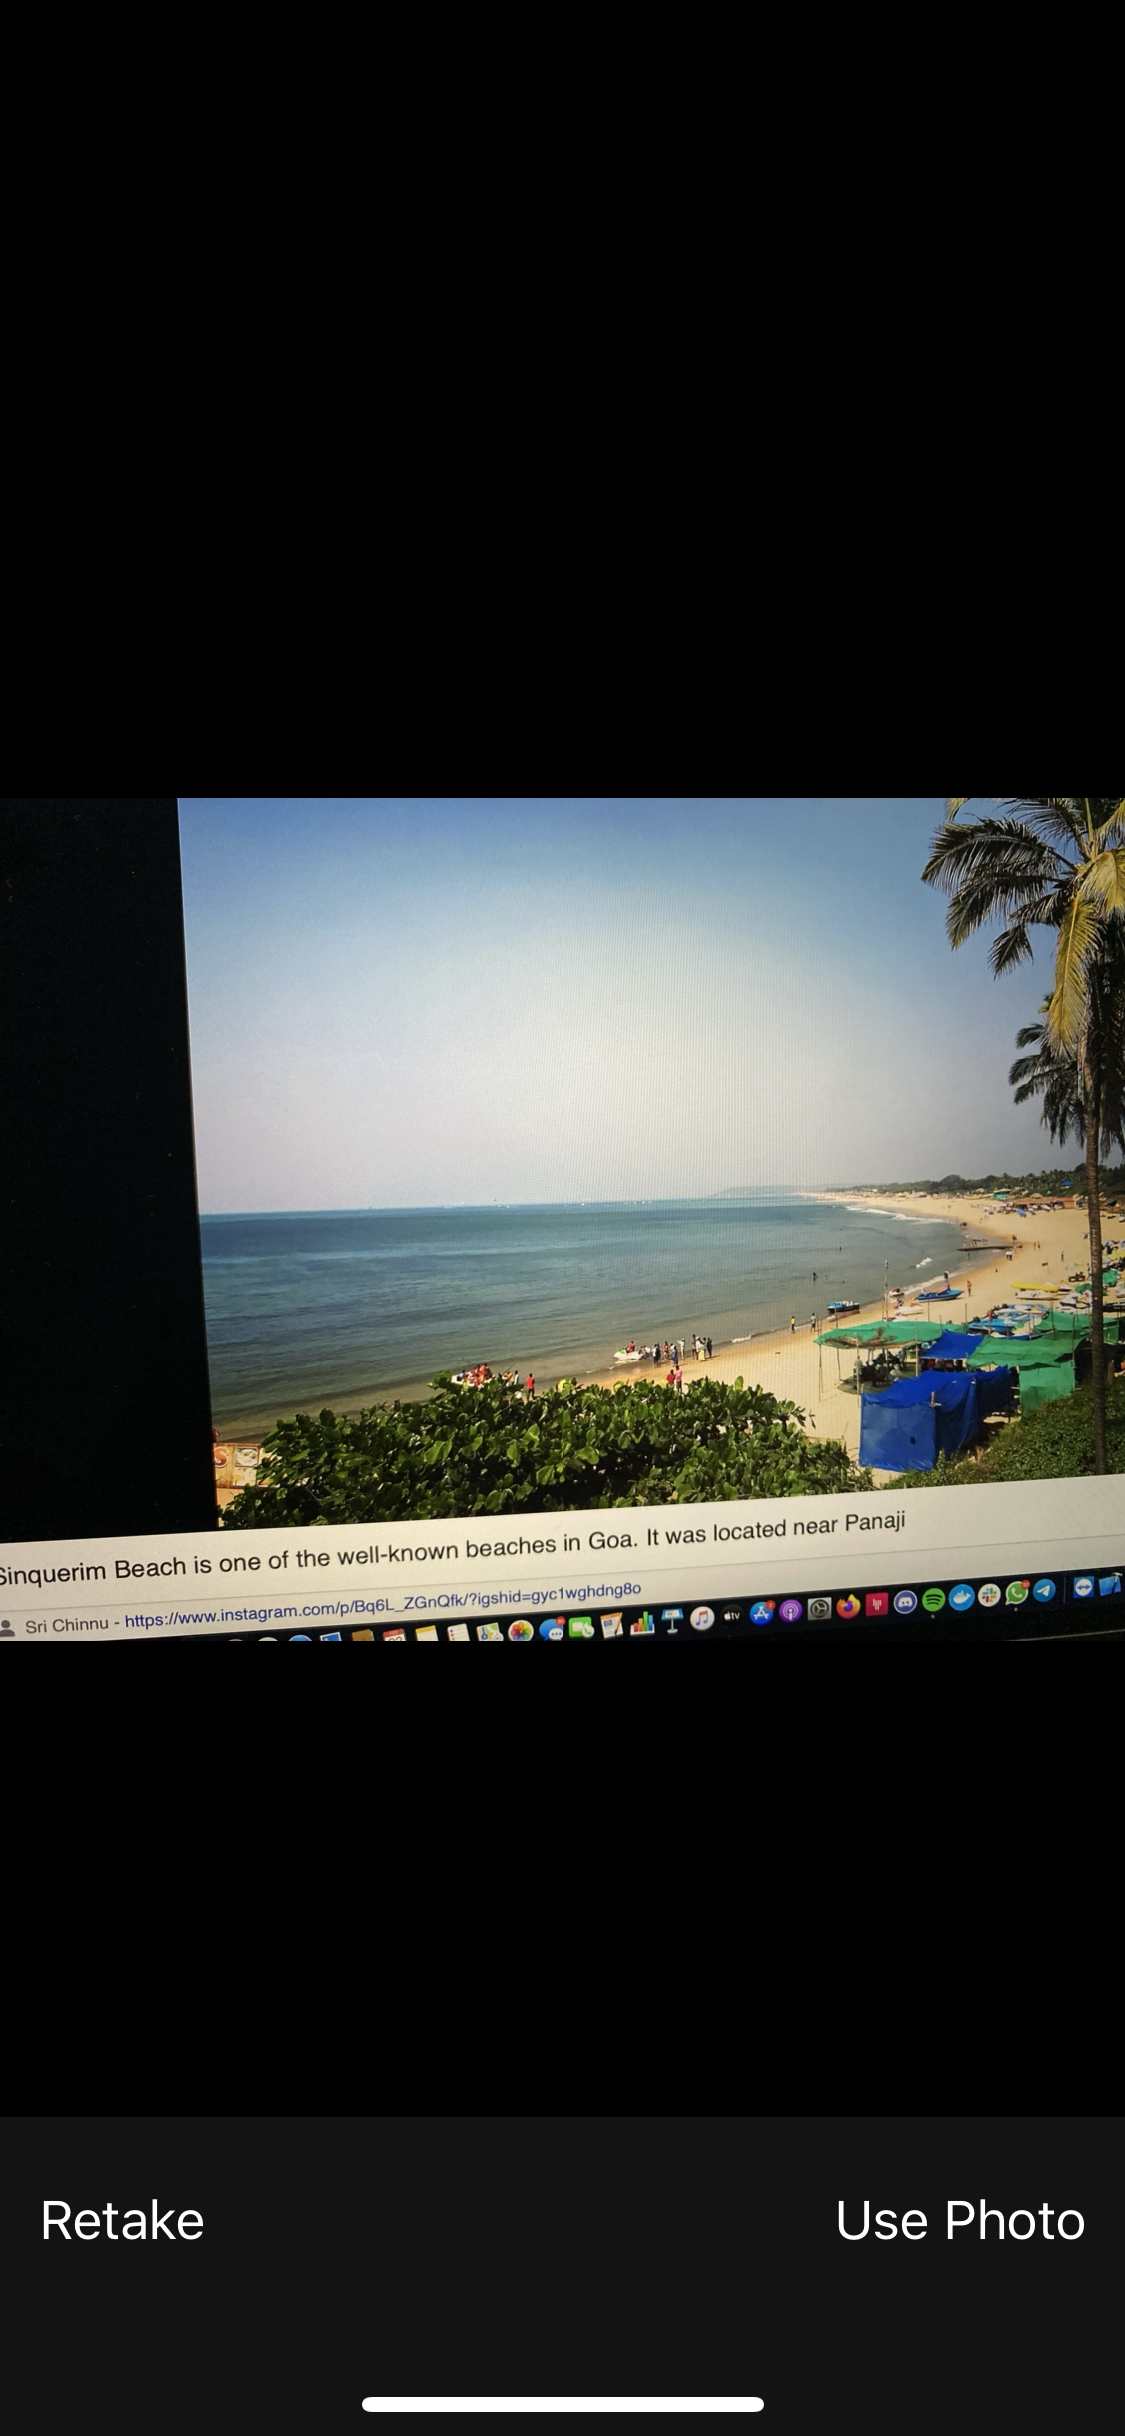 Sinquerim Beach is one of the well-known beaches in Goa. It was located near Panaji
Sri Chinnu - https://www.instagram.com/p/Bq6L_ZGnQfk/?igshid=gyc1wghdng8o
tv
Retake
Use Photo